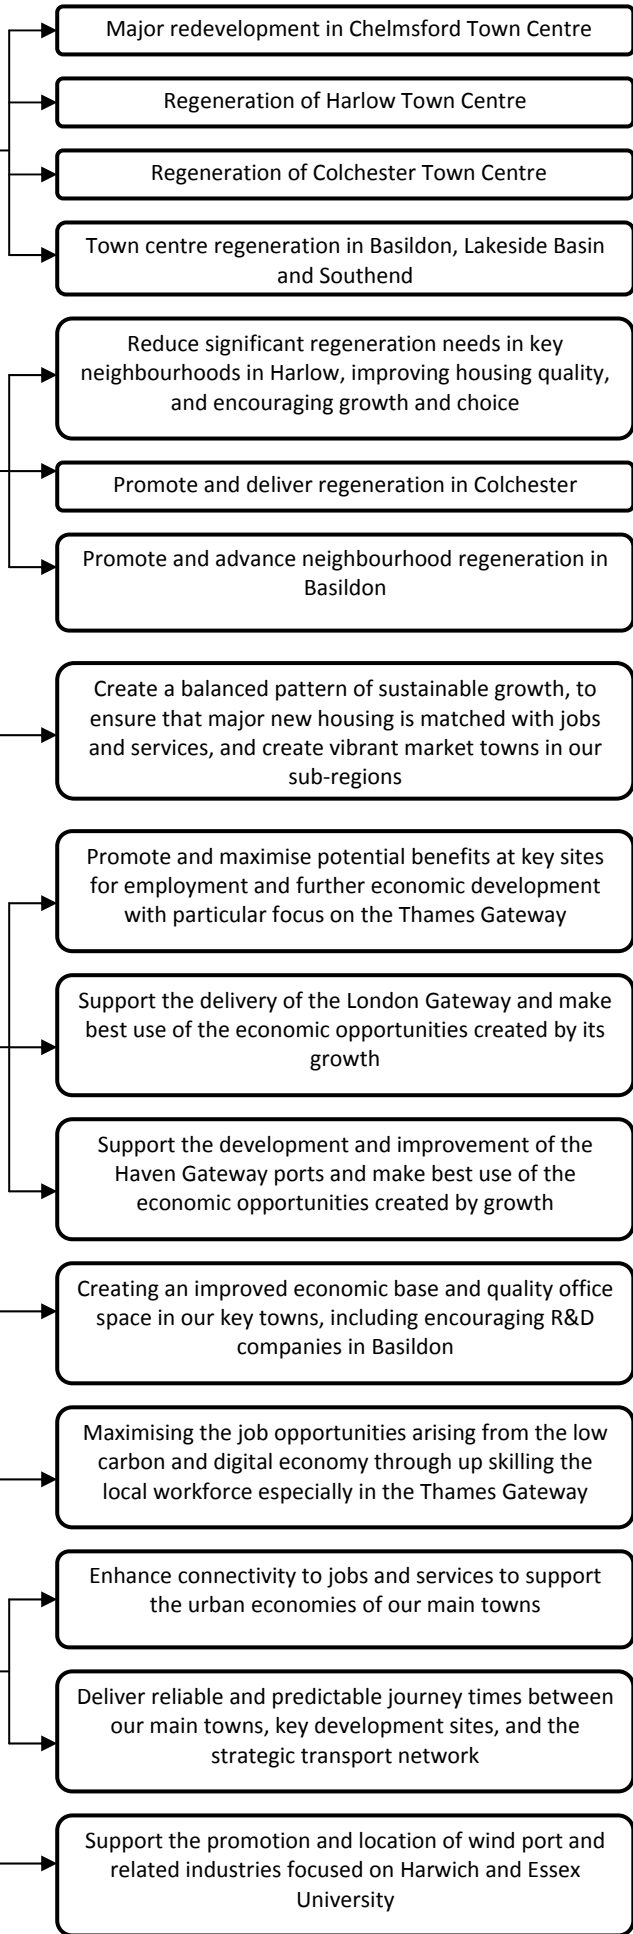 Major redevelopment in Chelmsford Town Centre
Regeneration of Harlow Town Centre
Regeneration of Colchester Town Centre
Town centre regeneration in Basildon, Lakeside Basin
and Southend
Reduce significant regeneration needs in key
neighbourhoods in Harlow, improving housing quality,
and encouraging growth and choice
Promote and deliver regeneration in Colchester
Promote and advance neighbourhood regeneration in
Basildon
Create a balanced pattern of sustainable growth, to
ensure that major new housing is matched with jobs
and services, and create vibrant market towns in our
sub-regions
Promote and maximise potential benefits at key sites
for employment and further economic development
with particular focus on the Thames Gateway
Support the delivery of the London Gateway and make
best use of the economic opportunities created by its
growth
Support the development and improvement of the
Haven Gateway ports and make best use of the
economic opportunities created by growth
Creating an improved economic base and quality office
space in our key towns, including encouraging R&D
companies in Basildon
Maximising the job opportunities arising from the low
carbon and digital economy through up skilling the
local workforce especially in the Thames Gateway
Enhance connectivity to jobs and services to support
the urban economies of our main towns
Deliver reliable and predictable journey times between
our main towns, key development sites, and the
strategic transport network
Support the promotion and location of wind port and
related industries focused on Harwich and Essex
University